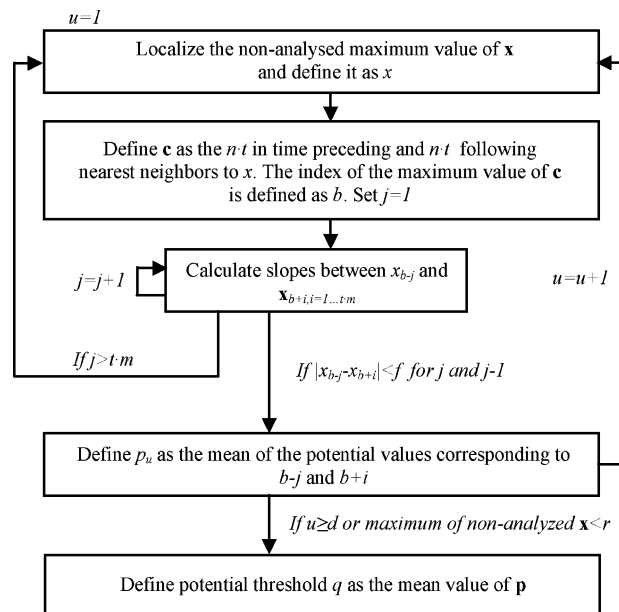 u=1
Localize the non-analysed maximum value of x
and define it as x
Define c as the n·t in time preceding and n·t following
nearest neighbors to x. The index of the maximum value of c
is defined as b. Set j=1
j=j+1
Calculate slopes between x_{b-j} and
x_{b+i,i=1...t·m}
u=u+1
If j>t·m
If |x_{b-j}-x_{b+i}|<f for j and j-1
Define p_u as the mean of the potential values corresponding to
b-j and b+i
If u≥d or maximum of non-analyzed x<r
Define potential threshold q as the mean value of p